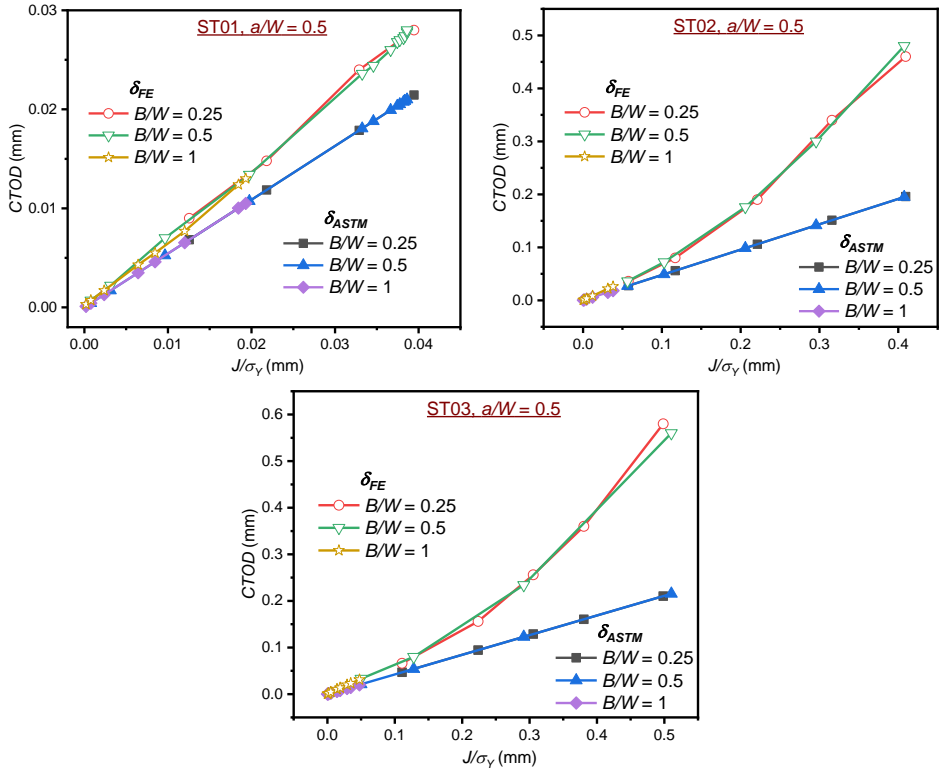 ST01, a/W = 0.5
δFE
B/W = 0.25
B/W = 0.5
B/W = 1
δASTM
B/W = 0.25
B/W = 0.5
B/W = 1
CTOD (mm)
0.03
0.02
0.01
0.00
0.00 0.01 0.02 0.03 0.04
J/σY (mm)
ST02, a/W = 0.5
δFE
B/W = 0.25
B/W = 0.5
B/W = 1
δASTM
B/W = 0.25
B/W = 0.5
B/W = 1
CTOD (mm)
0.5
0.4
0.3
0.2
0.1
0.0
0.0 0.1 0.2 0.3 0.4
J/σY (mm)
ST03, a/W = 0.5
δFE
B/W = 0.25
B/W = 0.5
B/W = 1
δASTM
B/W = 0.25
B/W = 0.5
B/W = 1
CTOD (mm)
0.6
0.5
0.4
0.3
0.2
0.1
0.0
0.0 0.1 0.2 0.3 0.4 0.5
J/σY (mm)